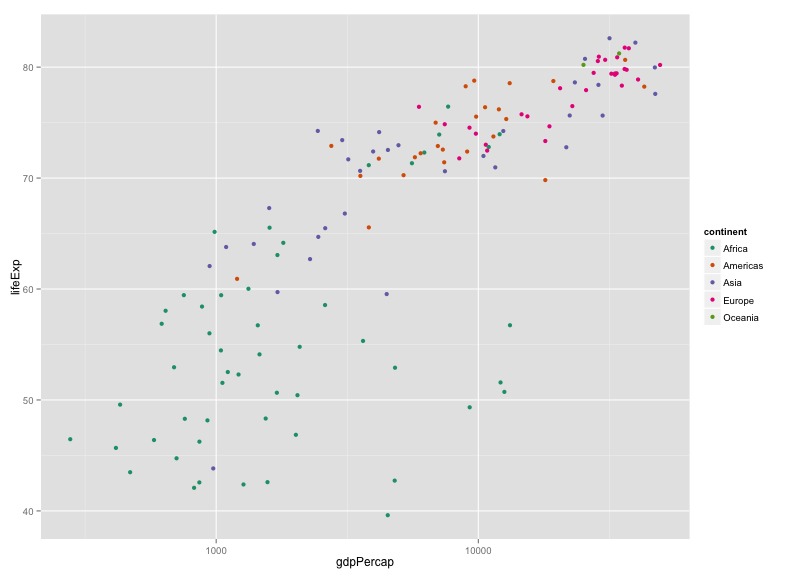 80
70
60
50
40
lifeExp
1000
10000
gdpPercap
continent
Africa
Americas
Asia
Europe
Oceania